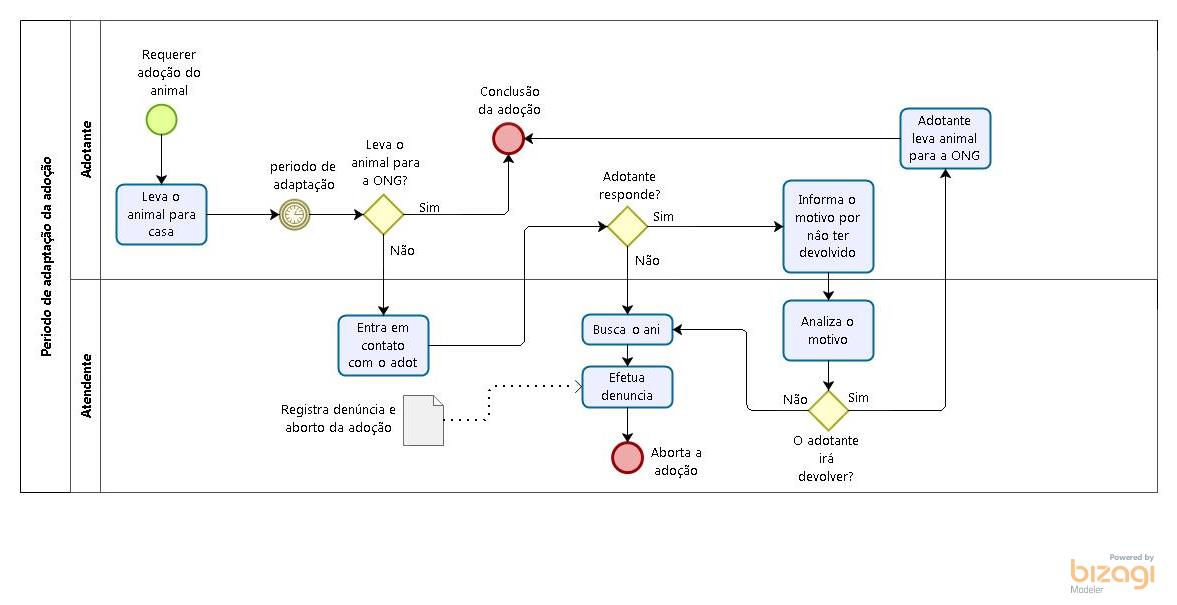 Periodo de adaptação da adoção
Adotante
Requerer
adoção do
animal
Leva o
animal para
casa
periodo de
adaptação
Leva o
animal para
a ONG?
Sim
Não
Conclusão
da adoção
Adotante
responde?
Sim
Não
Informa o
motivo por
não ter
devolvido
Adotante
leva animal
para a ONG
Atendente
Entra em
contato
com o adot
Registra denúncia e
aborto da adoção
Busca o ani
Efetua
denuncia
Aborta a
adoção
Analiza o
motivo
Não
Sim
O adotante
irá
devolver?
Powered by
bizagi
Modeler